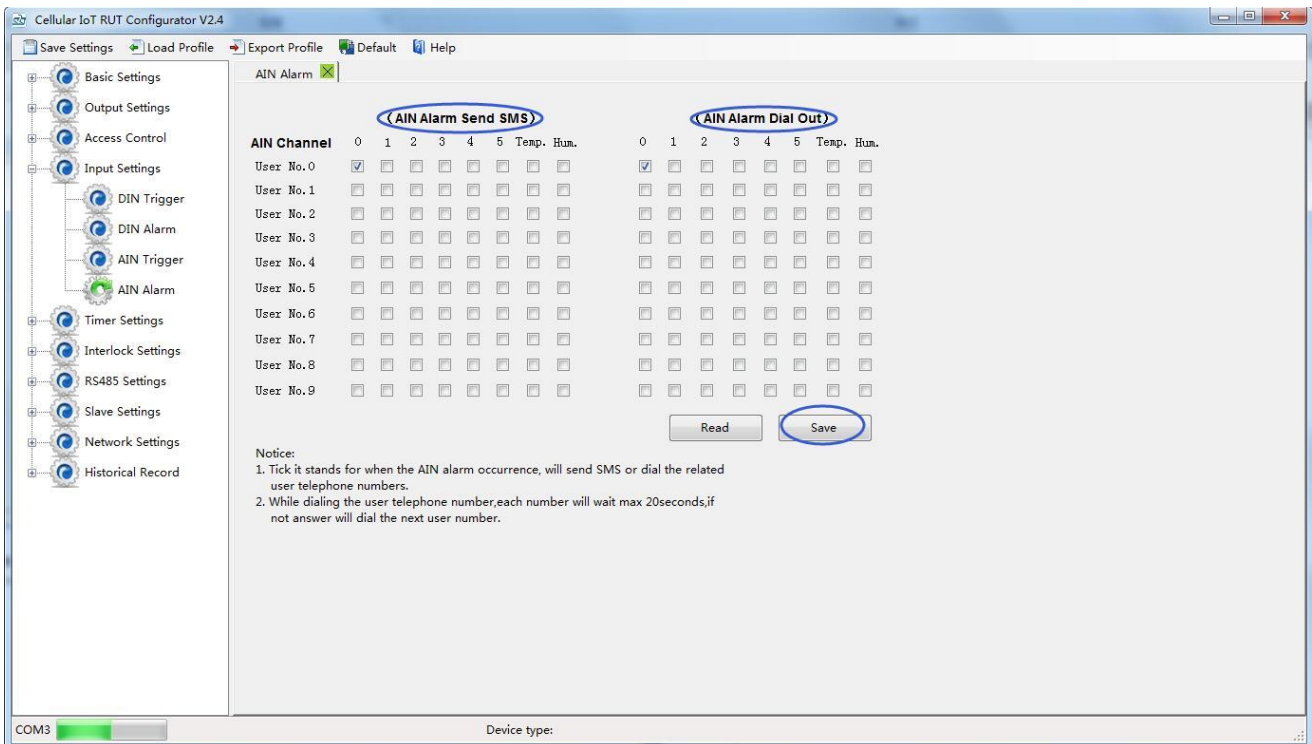 Cellular IoT RUT Configurator V2.4
Save Settings Load Profile Export Profile Default Help
Basic Settings
Output Settings
Access Control
Input Settings
DIN Trigger
DIN Alarm
AIN Trigger
AIN Alarm
Timer Settings
Interlock Settings
RS485 Settings
Slave Settings
Network Settings
Historical Record
AIN Alarm
(AIN Alarm Send SMS) (AIN Alarm Dial Out)
AIN Channel 0 1 2 3 4 5 Temp. Hum. 0 1 2 3 4 5 Temp. Hum.
User No.0
User No.1
User No.2
User No.3
User No.4
User No.5
User No.6
User No.7
User No.8
User No.9
Read Save
Notice:
1. Tick it stands for when the AIN alarm occurrence, will send SMS or dial the related
user telephone numbers.
2. While dialing the user telephone number,each number will wait max 20seconds,if
not answer will dial the next user number.
COM3 Device type: